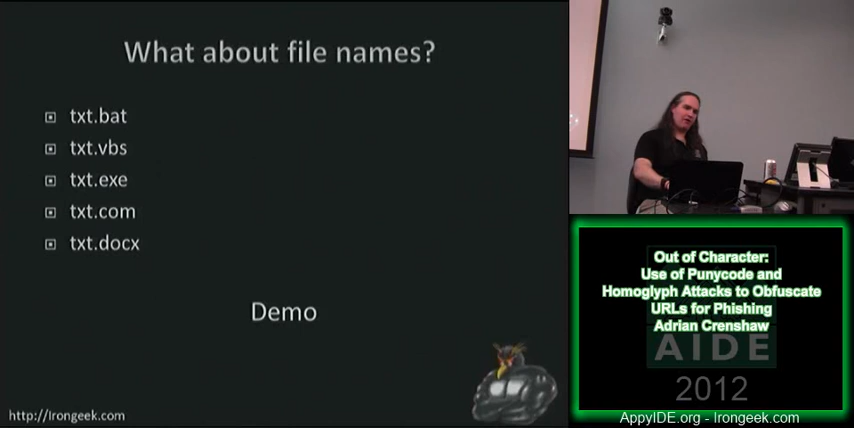 What about file names?
txt.bat
txt.vbs
txt.exe
txt.com
txt.docx
Demo
http://Irongeek.com
Out of Character:
Use of Punycode and
Homoglyph Attacks to Obfuscate
URLs for Phishing
Adrian Crenshaw
AIDE
2012
AppyIDE.org - Irongeek.com